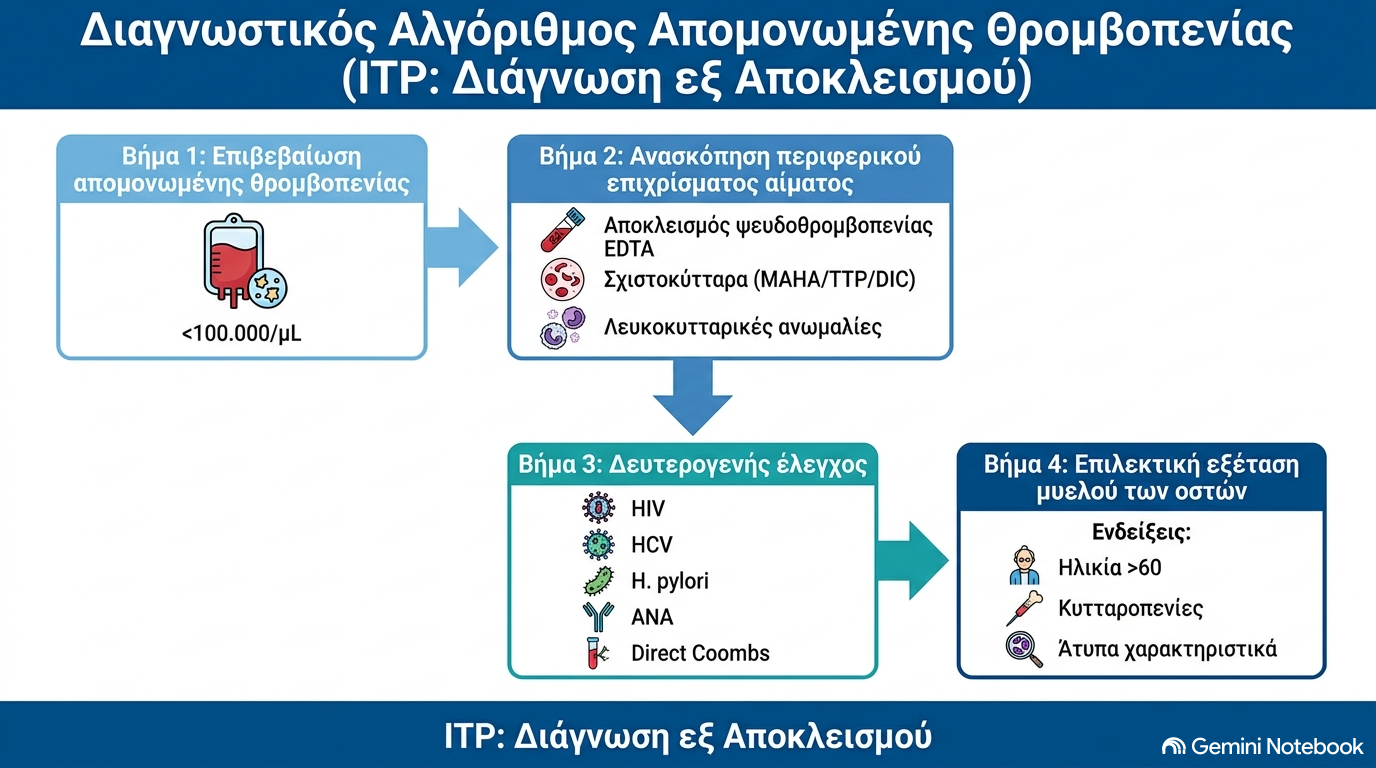 Διαγνωστικός Αλγόριθμος Απομονωμένης Θρομβοπενίας
(ITP: Διάγνωση εξ Αποκλεισμού)
Βήμα 1: Επιβεβαίωση
απομονωμένης θρομβοπενίας
<100.000/μL
Βήμα 2: Ανασκόπηση περιφερικού
επιχρίσματος αίματος
Αποκλεισμός ψευδοθρομβοπενίας
EDTA
Σχιστοκύτταρα (MAHA/TTP/DIC)
Λευκοκυτταρικές ανωμαλίες
Βήμα 3: Δευτερογενής έλεγχος
HIV
HCV
H. pylori
ANA
Direct Coombs
Βήμα 4: Επιλεκτική εξέταση
μυελού των οστών
Ενδείξεις:
Ηλικία >60
Κυτταροπενίες
Άτυπα χαρακτηριστικά
ITP: Διάγνωση εξ Αποκλεισμού
Gemini Notebook